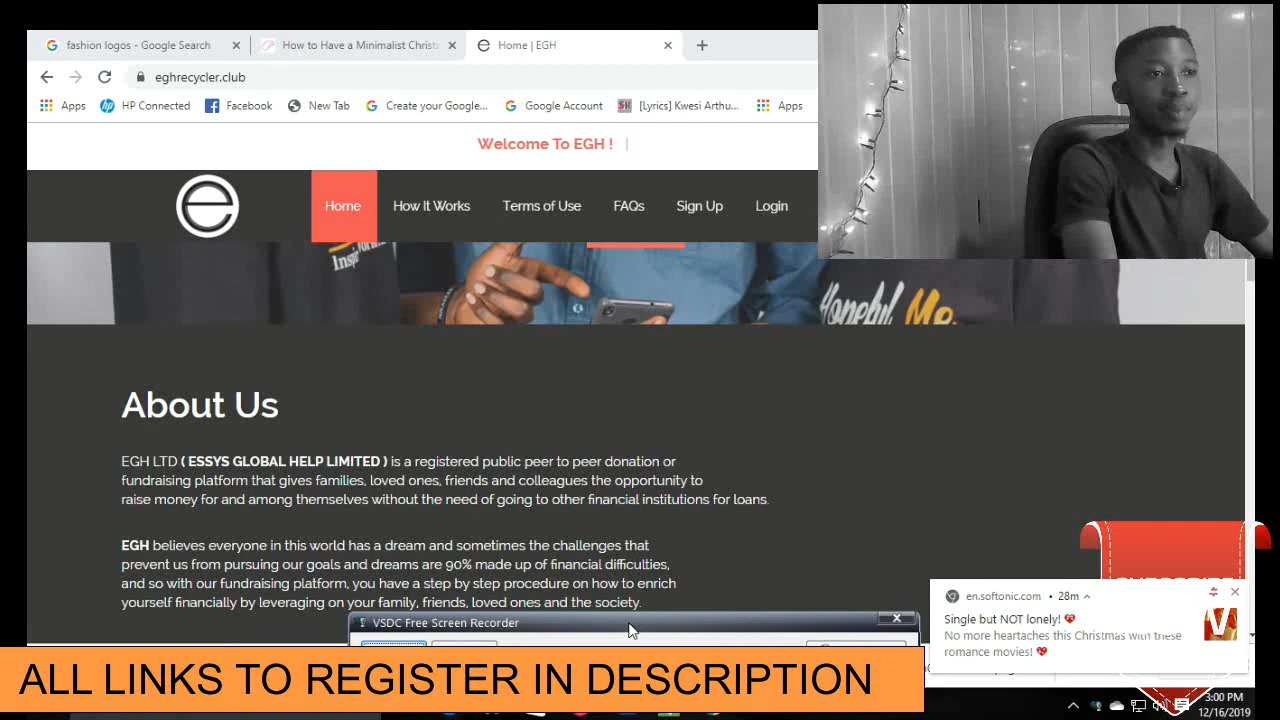 fashion logos - Google Search
How to Have a Minimalist Christ
Home | EGH
eghrecycler.club
Apps
HP Connected
Facebook
New Tab
Create your Google...
Google Account
[Lyrics] Kwesi Arthu...
Apps
Welcome To EGH !
Home
How It Works
Terms of Use
FAQs
Sign Up
Login
Inspi
Honeful Me
About Us
EGH LTD ( ESSYS GLOBAL HELP LIMITED ) is a registered public peer to peer donation or
fundraising platform that gives families, loved ones, friends and colleagues the opportunity to
raise money for and among themselves without the need of going to other financial institutions for loans.
EGH believes everyone in this world has a dream and sometimes the challenges that
prevent us from pursuing our goals and dreams are 90% made up of financial difficulties,
and so with our fundraising platform, you have a step by step procedure on how to enrich
yourself financially by leveraging on your family, friends, loved ones and the society.
VSDC Free Screen Recorder
en.softonic.com • 28m
Single but NOT lonely!
No more heartaches this Christmas with these
romance movies!
ALL LINKS TO REGISTER IN DESCRIPTION
3:00 PM
12/16/2019